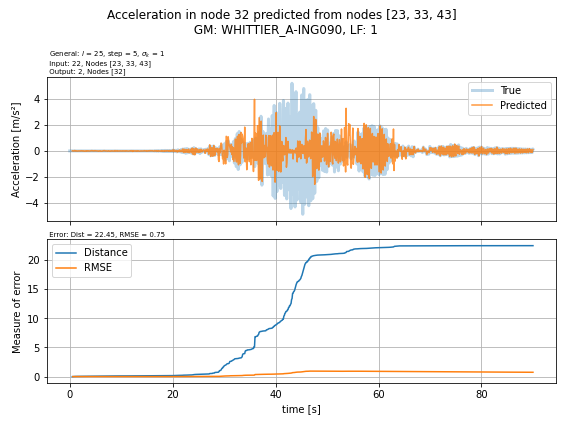 Acceleration in node 32 predicted from nodes [23, 33, 43]
GM: WHITTIER_A-ING090, LF: 1
General: l = 25, step = 5, σₑ = 1
Input: 22, Nodes [23, 33, 43]
Output: 2, Nodes [32]
True
Predicted
Acceleration [m/s²]
4
2
0
−2
−4
Error: Dist = 22.45, RMSE = 0.75
Distance
RMSE
Measure of error
20
15
10
5
0
0
20
40
60
80
time [s]